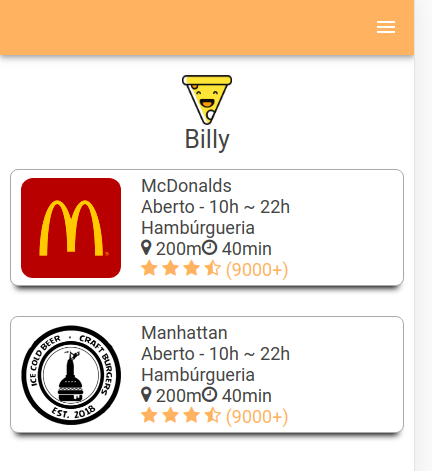 Billy
McDonalds
Aberto - 10h ~ 22h
Hambúrgueria
200m 40min
(9000+)
ICE COLD BEER · CRAFT BURGERS
EST. 2018
Manhattan
Aberto - 10h ~ 22h
Hambúrgueria
200m 40min
(9000+)